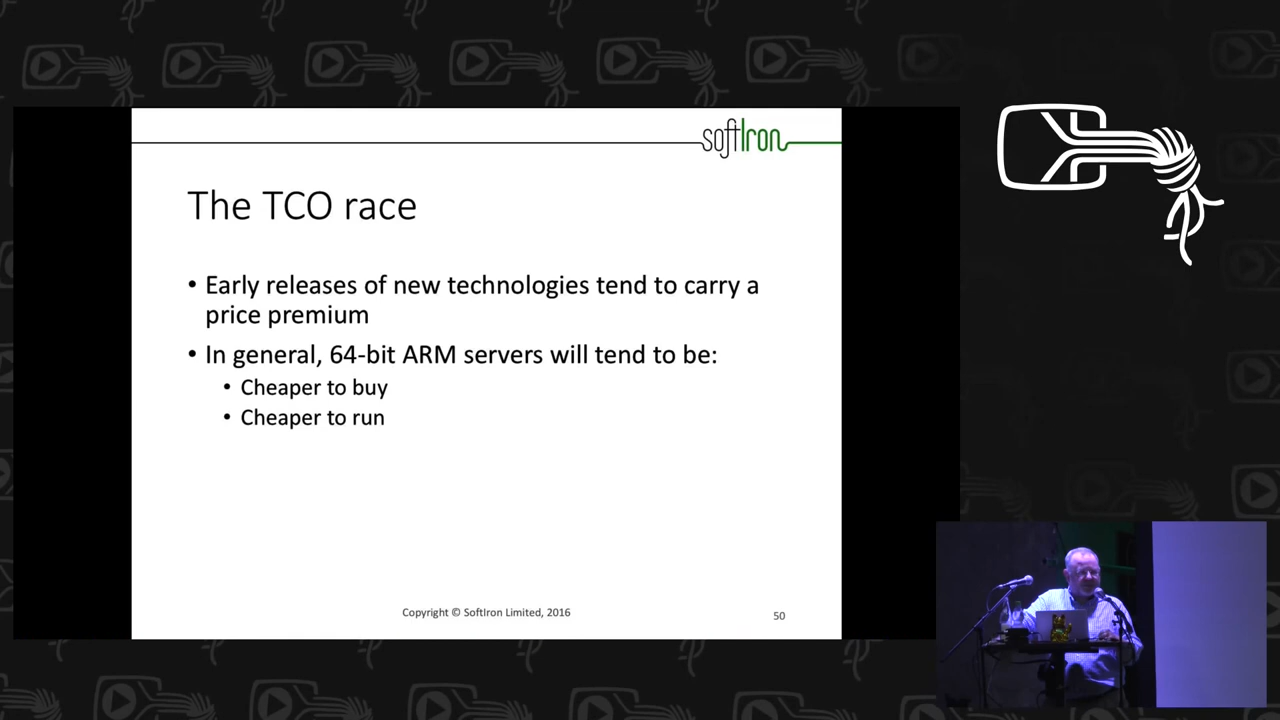 softIron
The TCO race
• Early releases of new technologies tend to carry a
price premium
• In general, 64-bit ARM servers will tend to be:
• Cheaper to buy
• Cheaper to run
Copyright © SoftIron Limited, 2016
50